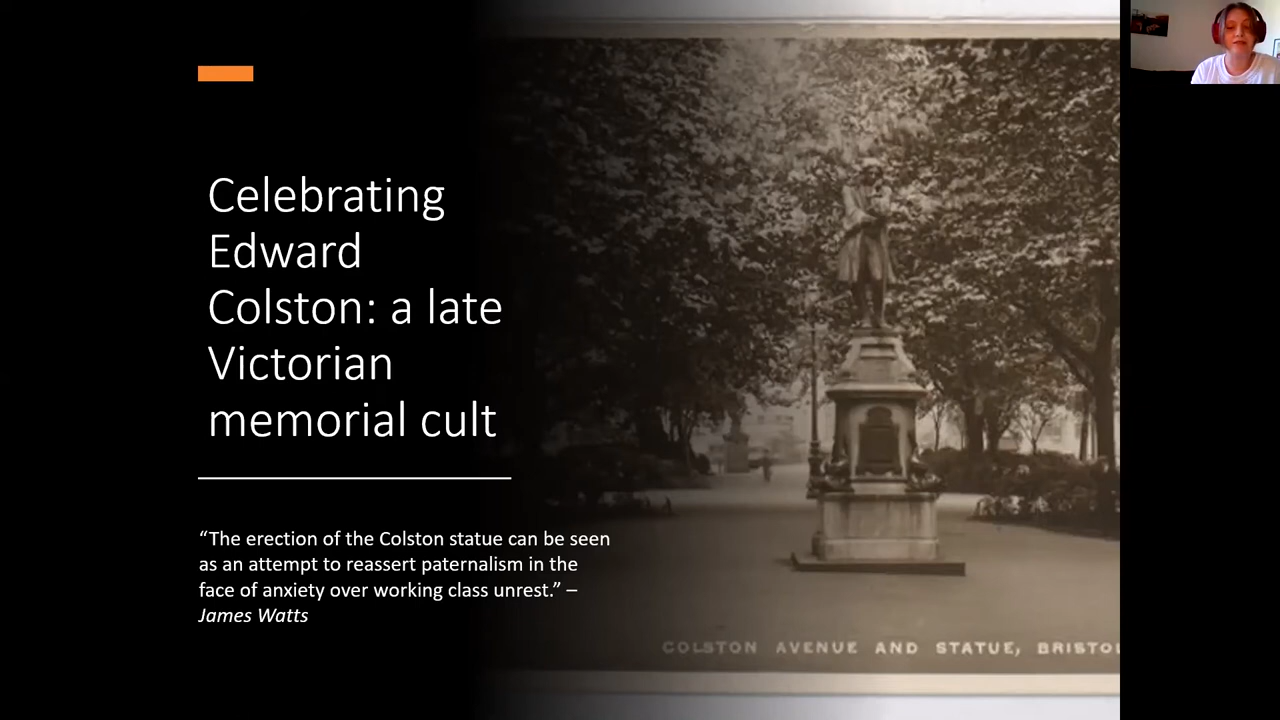 Celebrating
Edward
Colston: a late
Victorian
memorial cult
“The erection of the Colston statue can be seen
as an attempt to reassert paternalism in the
face of anxiety over working class unrest.” –
James Watts
COLSTON AVENUE AND STATUE, BRISTOL